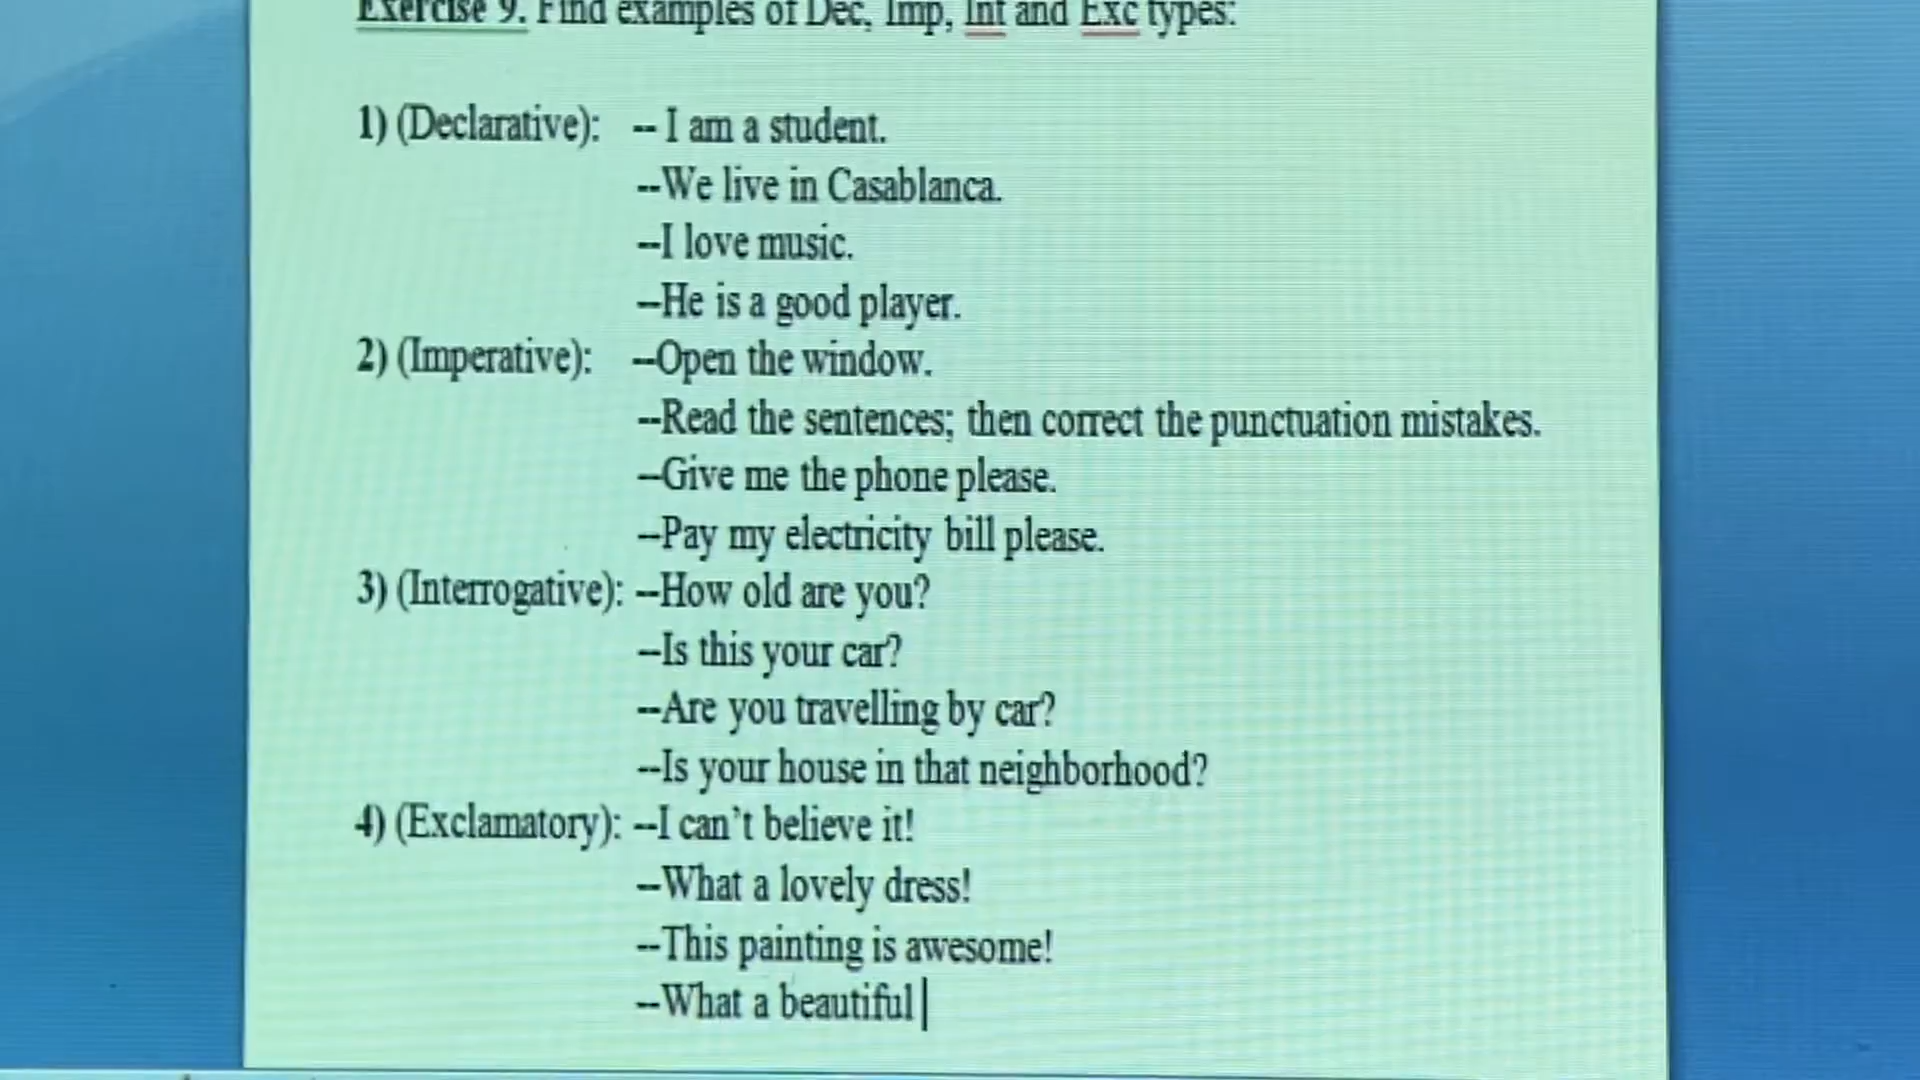 Exercise 9. Find examples of Dec, Imp, Int and Exc types:
1) (Declarative): -- I am a student.
--We live in Casablanca.
--I love music.
--He is a good player.
2) (Imperative): --Open the window.
--Read the sentences; then correct the punctuation mistakes.
--Give me the phone please.
--Pay my electricity bill please.
3) (Interrogative): --How old are you?
--Is this your car?
--Are you travelling by car?
--Is your house in that neighborhood?
4) (Exclamatory): --I can’t believe it!
--What a lovely dress!
--This painting is awesome!
--What a beautiful